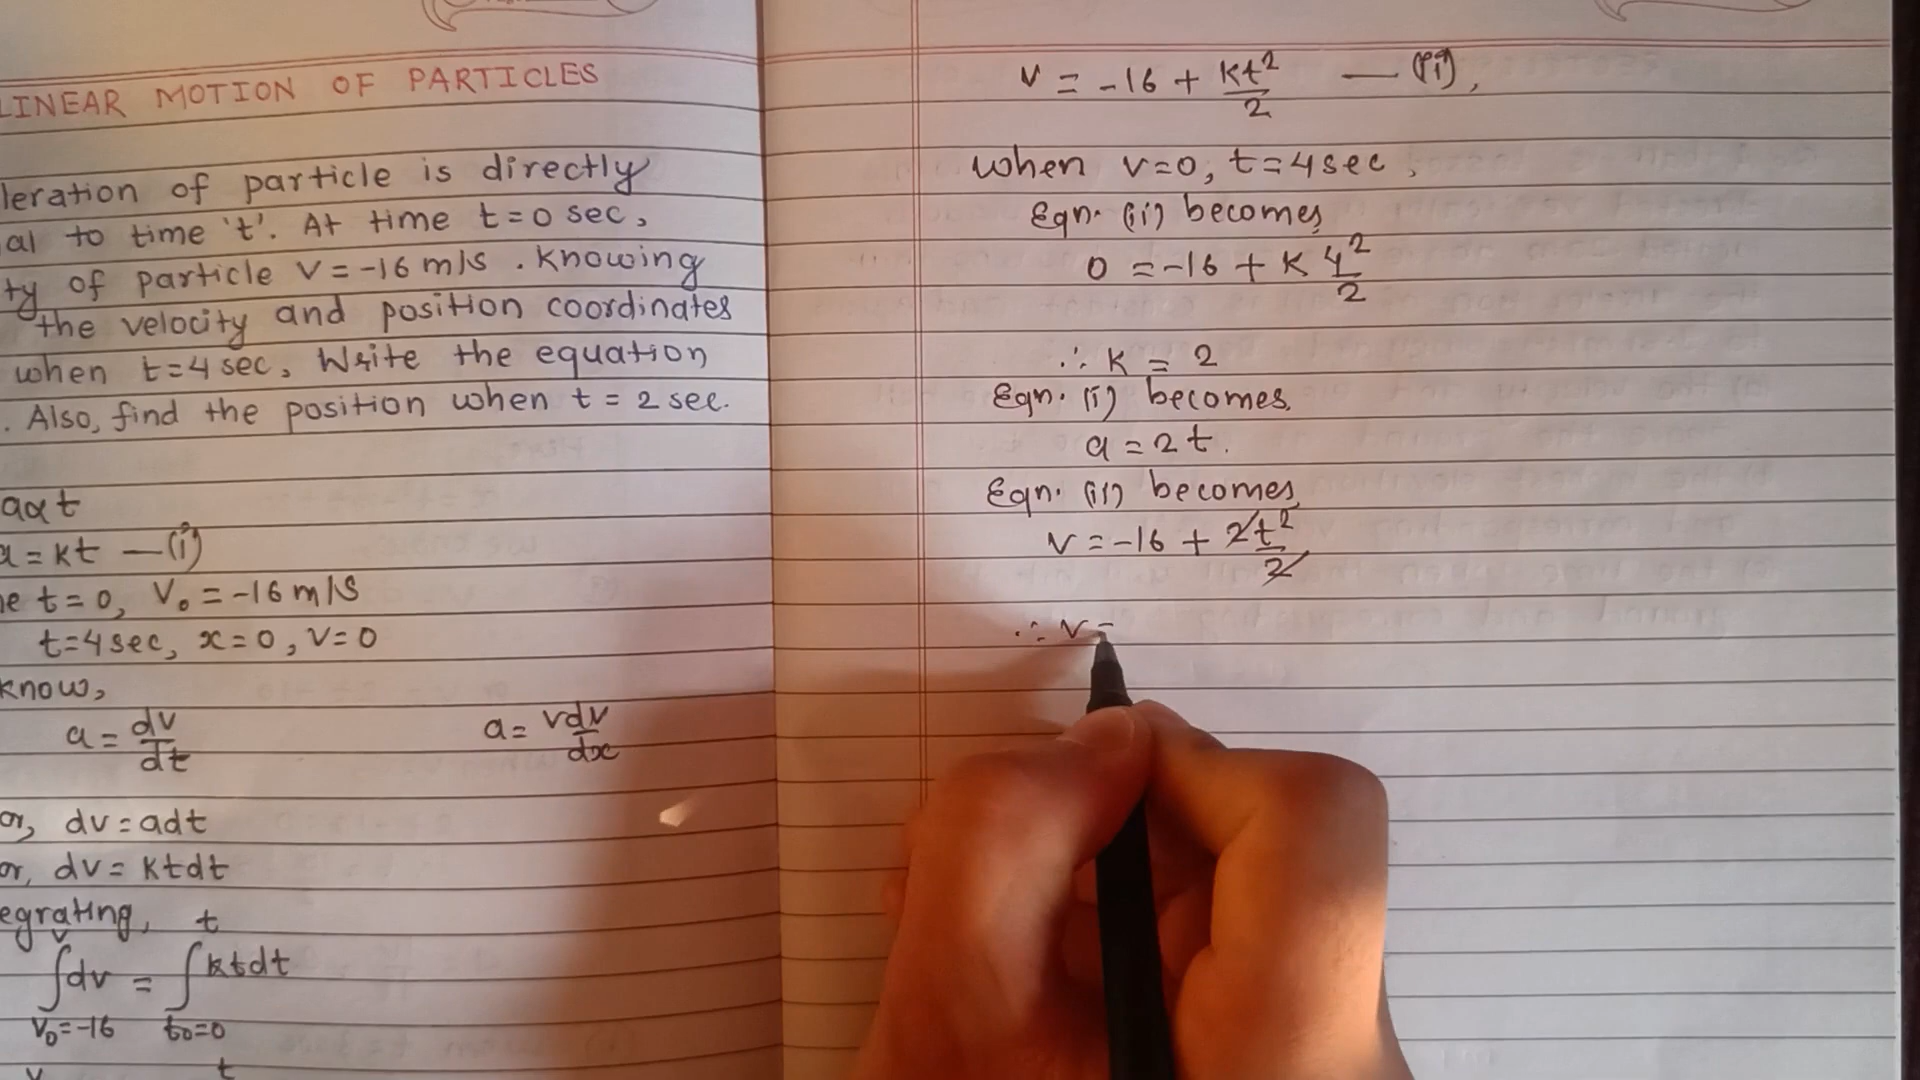 LINEAR MOTION OF PARTICLES
leration of particle is directly
al to time 't'. At time t=0 sec,
ty of particle v=-16 m/s. Knowing
the velocity and position coordinates
when t=4 sec, Write the equation
. Also, find the position when t = 2 sec.
a∝t
a=kt —(i)
e t=0, V₀=-16 m/s
t=4sec, x=0, v=0
know,
a=dv/dt a=vdv/dx
or, dv=adt
or, dv=ktdt
egrating,
v t
∫dv = ∫ktdt
v₀=-16 t₀=0
v t
v = -16 + kt²/2 — (ii),
When v=0, t=4sec,
Eqn. (ii) becomes,
0 =-16 + k 4²/2
∴ k = 2
Eqn. (i) becomes,
a=2t.
Eqn. (ii) becomes,
v=-16 + 2t²/2
∴ v=